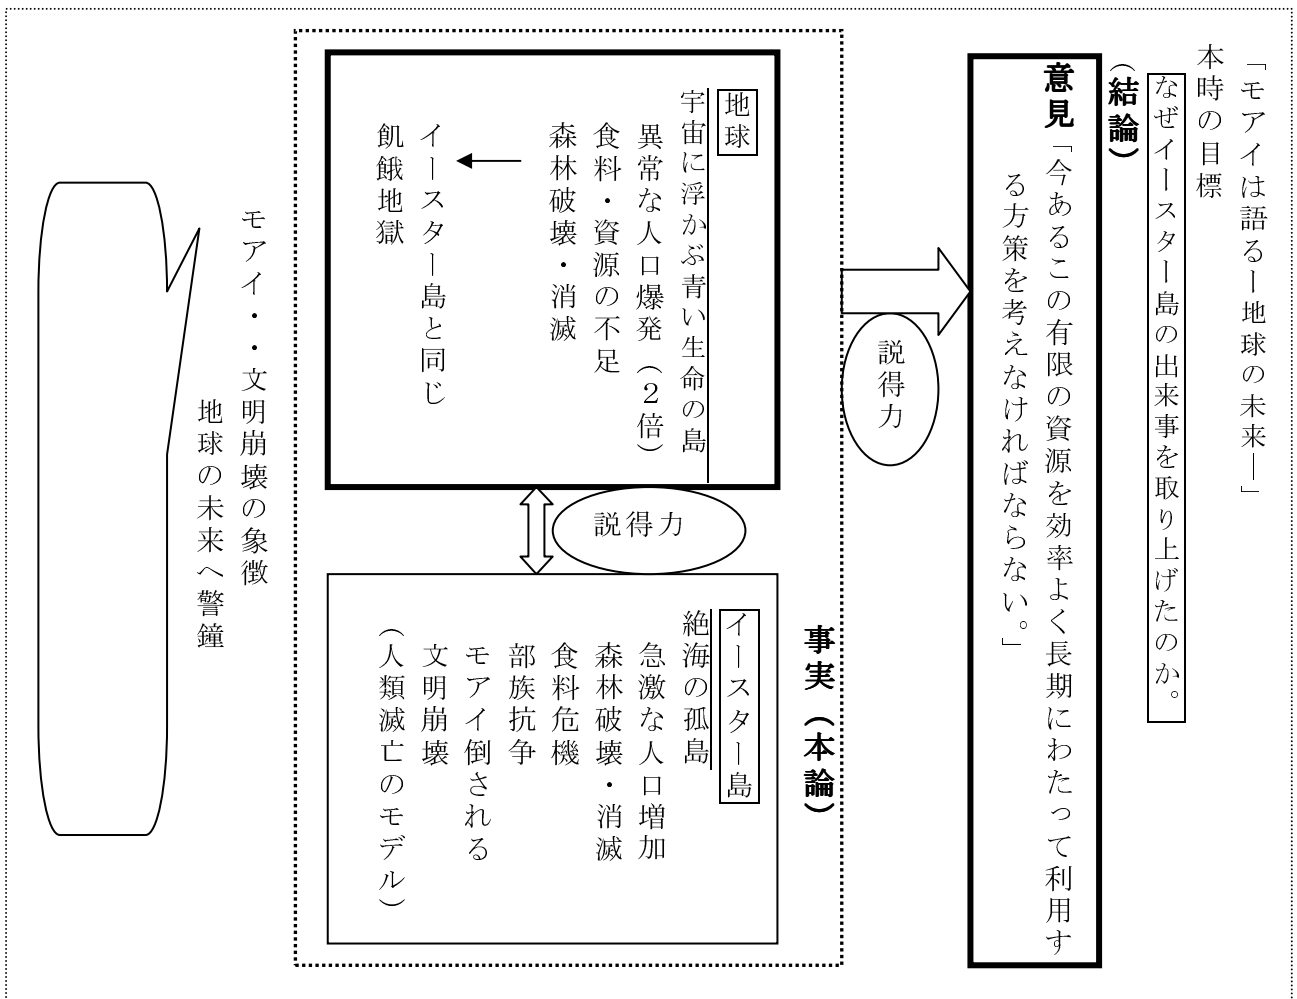 「モアイは語るー地球の未来―」
本時の目標
なぜイースター島の出来事を取り上げたのか。
（結論）
意見「今あるこの有限の資源を効率よく長期にわたって利用す
る方策を考えなければならない。」
説得力
事実（本論）
地球
宇宙に浮かぶ青い生命の島
異常な人口爆発（２倍）
食料・資源の不足
森林破壊・消滅
イースター島と同じ
飢餓地獄
説得力
イースター島
絶海の孤島
急激な人口増加
森林破壊・消滅
食料危機
部族抗争
モアイ倒される
文明崩壊
（人類滅亡のモデル）
モアイ・・文明崩壊の象徴
地球の未来へ警鐘